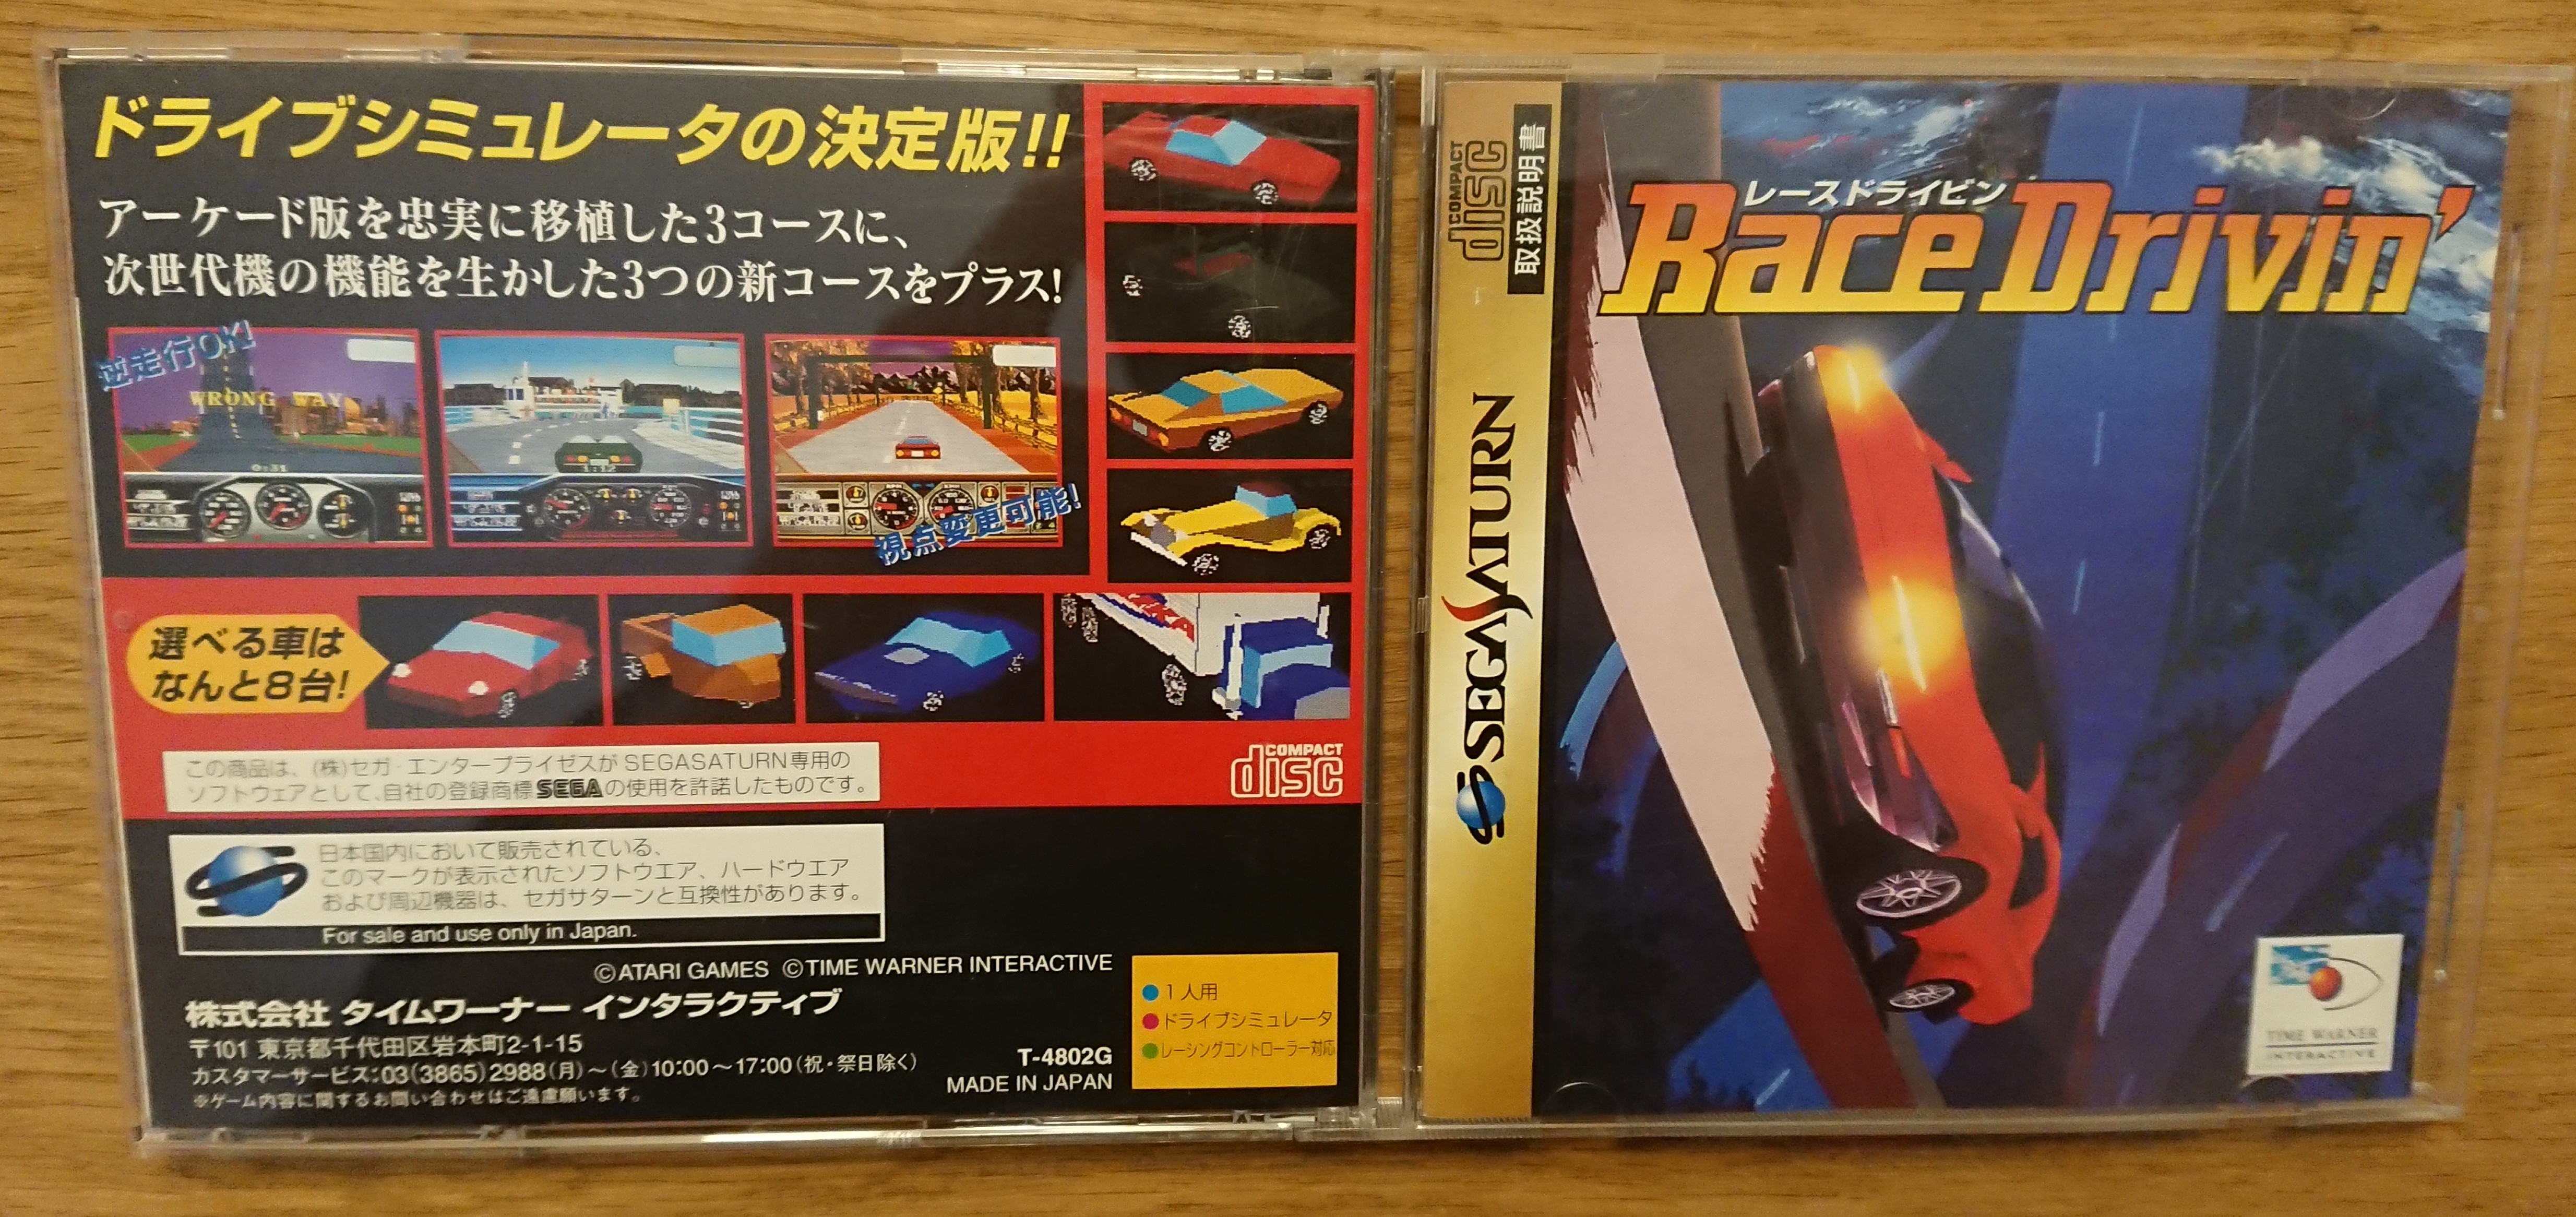 ドライブシミュレータの決定版!!
アーケード版を忠実に移植した3コースに、
次世代機の機能を生かした3つの新コースをプラス!
逆走行OK!
WRONG WAY
0:31
1:12
視点変更可能!
選べる車は
なんと8台!
この商品は、(株)セガ・エンタープライゼスがSEGASATURN専用の
ソフトウェアとして、自社の登録商標SEGAの使用を許諾したものです。
COMPACT
disc
日本国内において販売されている、
このマークが表示されたソフトウエア、ハードウエア
および周辺機器は、セガサターンと互換性があります。
For sale and use only in Japan.
©ATARI GAMES ©TIME WARNER INTERACTIVE
株式会社 タイムワーナー インタラクティブ
〒101 東京都千代田区岩本町2-1-15
カスタマーサービス:03(3865)2988(月)〜(金)10:00〜17:00(祝・祭日除く)
※ゲーム内容に関するお問い合わせはご遠慮願います。
T-4802G
MADE IN JAPAN
1人用
ドライブシミュレータ
レーシングコントローラー対応
COMPACT
disc
取扱説明書
SEGA SATURN
レースドライビン
Race Drivin'
TIME WARNER
INTERACTIVE